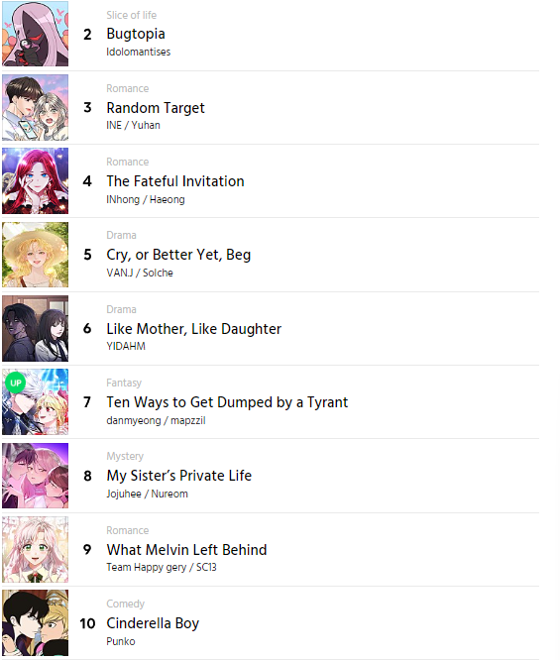 Slice of life
2
Bugtopia
Idolomantises
Romance
3
Random Target
INE / Yuhan
Romance
4
The Fateful Invitation
INhong / Haeong
Drama
5
Cry, or Better Yet, Beg
VAN.J / Solche
Drama
6
Like Mother, Like Daughter
YIDAHM
UP
Fantasy
7
Ten Ways to Get Dumped by a Tyrant
danmyeong / mapzzil
Mystery
8
My Sister’s Private Life
Jojuhee / Nureom
Romance
9
What Melvin Left Behind
Team Happy gery / SC13
Comedy
10
Cinderella Boy
Punko